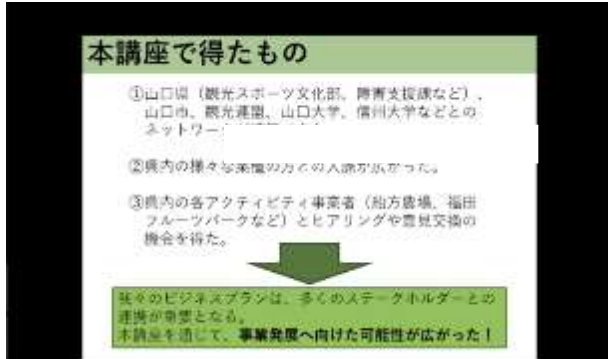 本講座で得たもの
①山口県（観光スポーツ文化部、障害支援課など）、
山口市、観光連盟、山口大学、信州大学などとの
ネットワー
②県内の様々な業種の方との人脈が広がった。
③県内の各アクティビティ事業者（船方農場、福田
フルーツパークなど）とヒアリングや意見交換の
機会を得た。
我々のビジネスプランは、多くのステークホルダーとの
連携が重要となる。
本講座を通じて、事業発展へ向けた可能性が広がった！